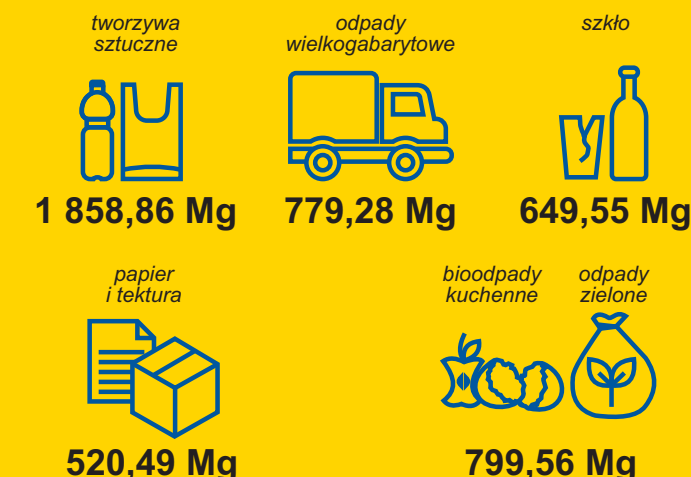 tworzywa
sztuczne
odpady
wielkogabarytowe
szkło
1 858,86 Mg
779,28 Mg
649,55 Mg
papier
i tektura
bioodpady
kuchenne
odpady
zielone
520,49 Mg
799,56 Mg